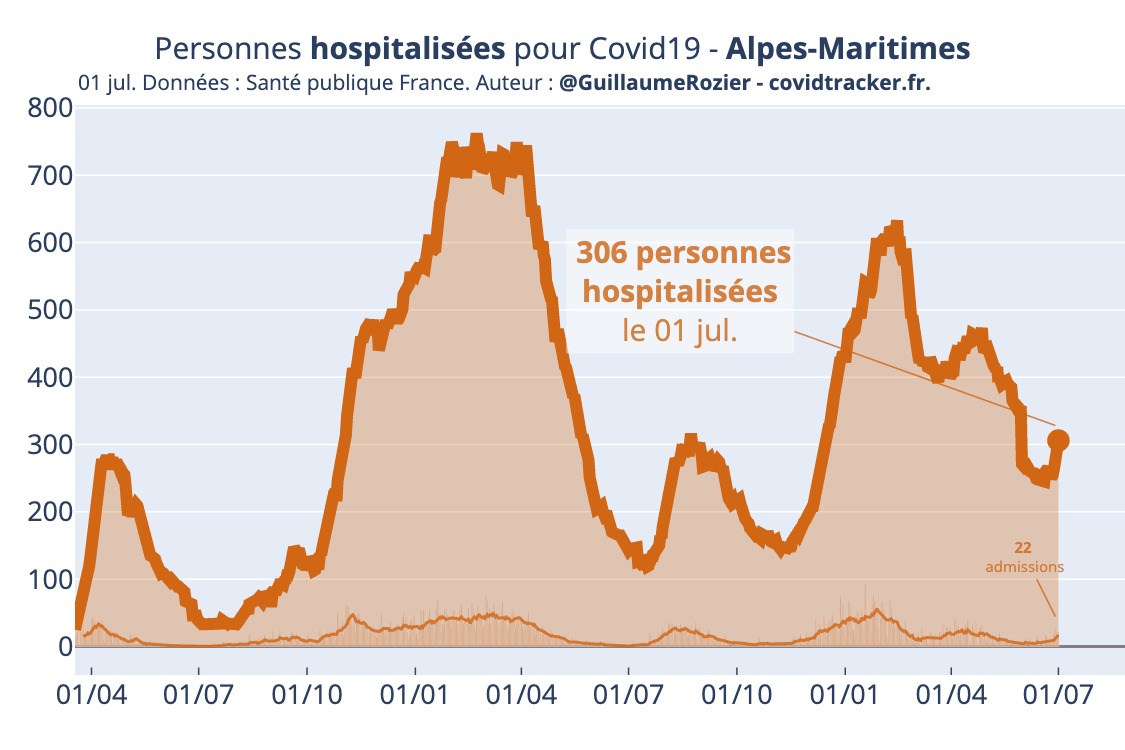 Personnes hospitalisées pour Covid19 - Alpes-Maritimes
01 jul. Données : Santé publique France. Auteur : @GuillaumeRozier - covidtracker.fr.
800
700
600
500
400
300
200
100
0
306 personnes
hospitalisées
le 01 jul.
22
admissions
01/04 01/07 01/10 01/01 01/04 01/07 01/10 01/01 01/04 01/07